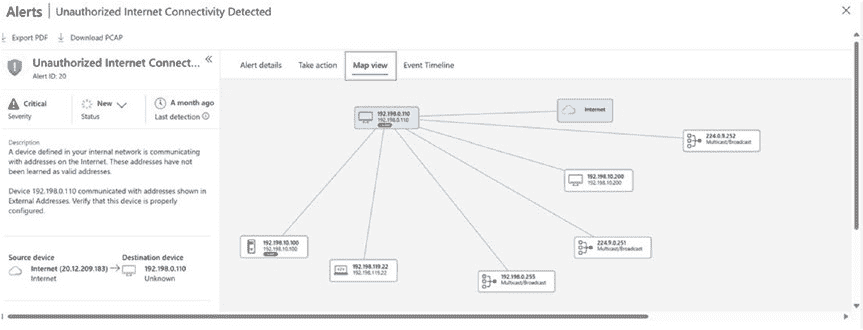 Alerts | Unauthorized Internet Connectivity Detected
Export PDF
Download PCAP
Unauthorized Internet Connect...
Alert ID: 20
Critical
Severity
New
Status
A month ago
Last detection
Description
A device defined in your internal network is communicating
with addresses on the Internet. These addresses have not
been learned as valid addresses.
Device 192.198.0.110 communicated with addresses shown in
External Addresses. Verify that this device is properly
configured.
Source device
Internet (20.12.209.183)
Internet
Destination device
192.198.0.110
Unknown
Alert details
Take action
Map view
Event Timeline
192.198.0.110
192.198.0.110
Internet
224.0.9.252
Multicast/Broadcast
192.198.10.200
192.198.10.200
224.9.0.251
Multicast/Broadcast
192.198.10.100
192.198.10.100
192.198.119.22
192.198.119.22
192.198.0.255
Multicast/Broadcast